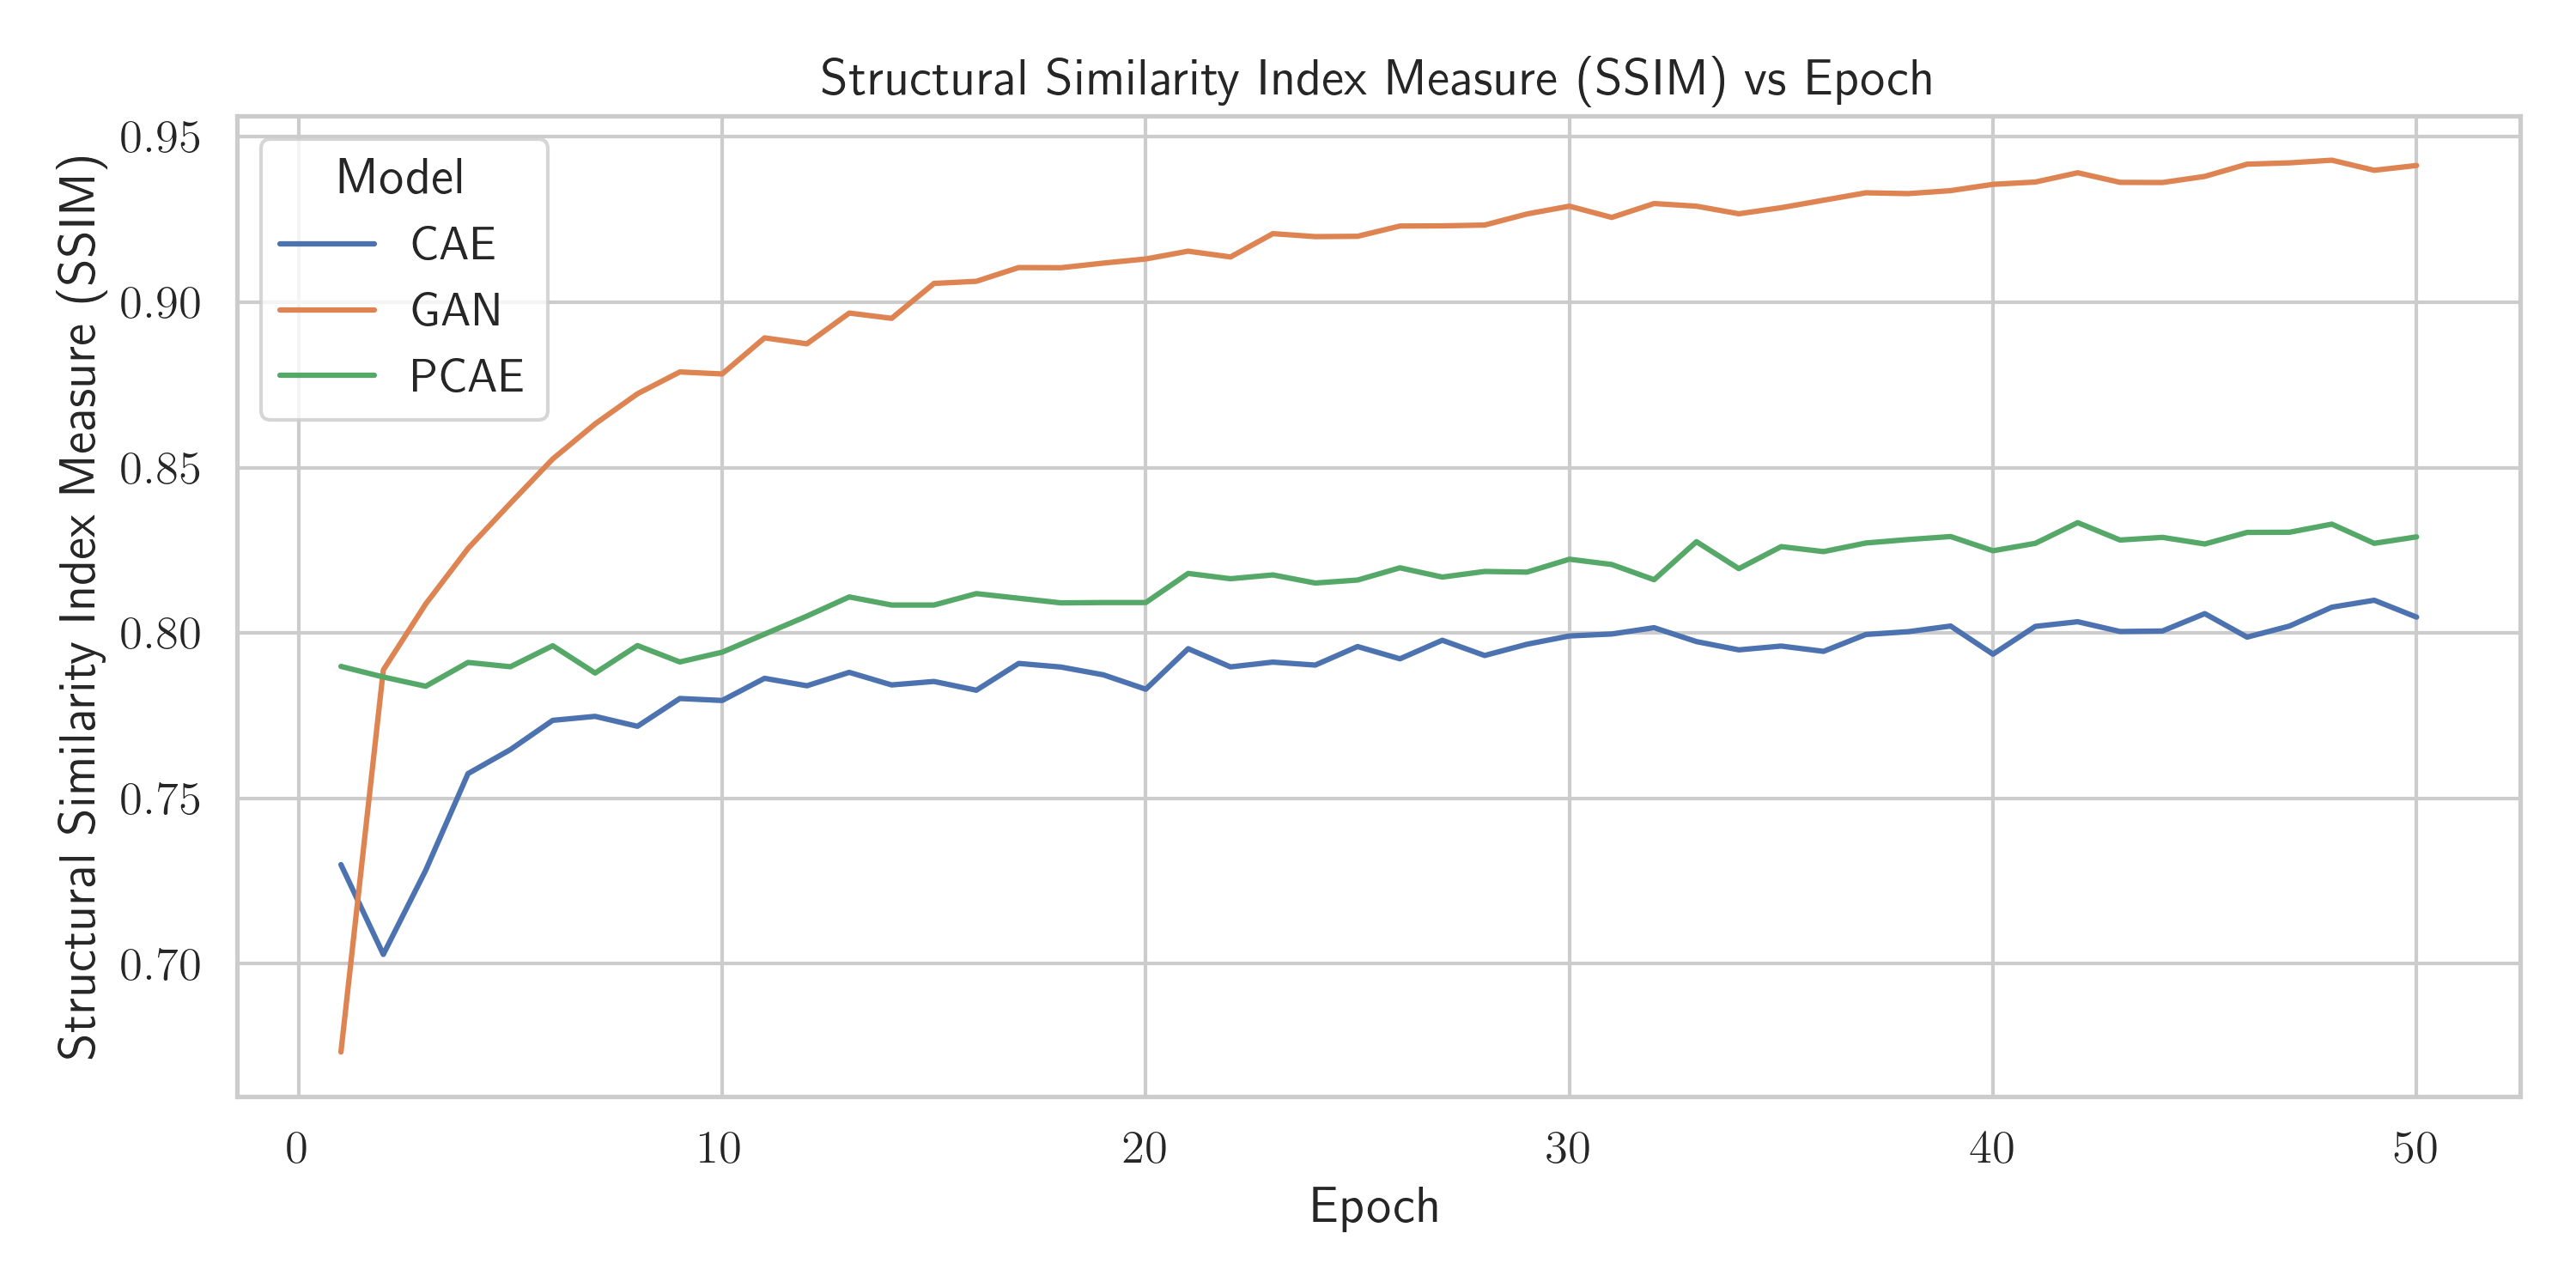 Structural Similarity Index Measure (SSIM) vs Epoch
Structural Similarity Index Measure (SSIM)
0.95
0.90
0.85
0.80
0.75
0.70
Model
CAE
GAN
PCAE
0 10 20 30 40 50
Epoch